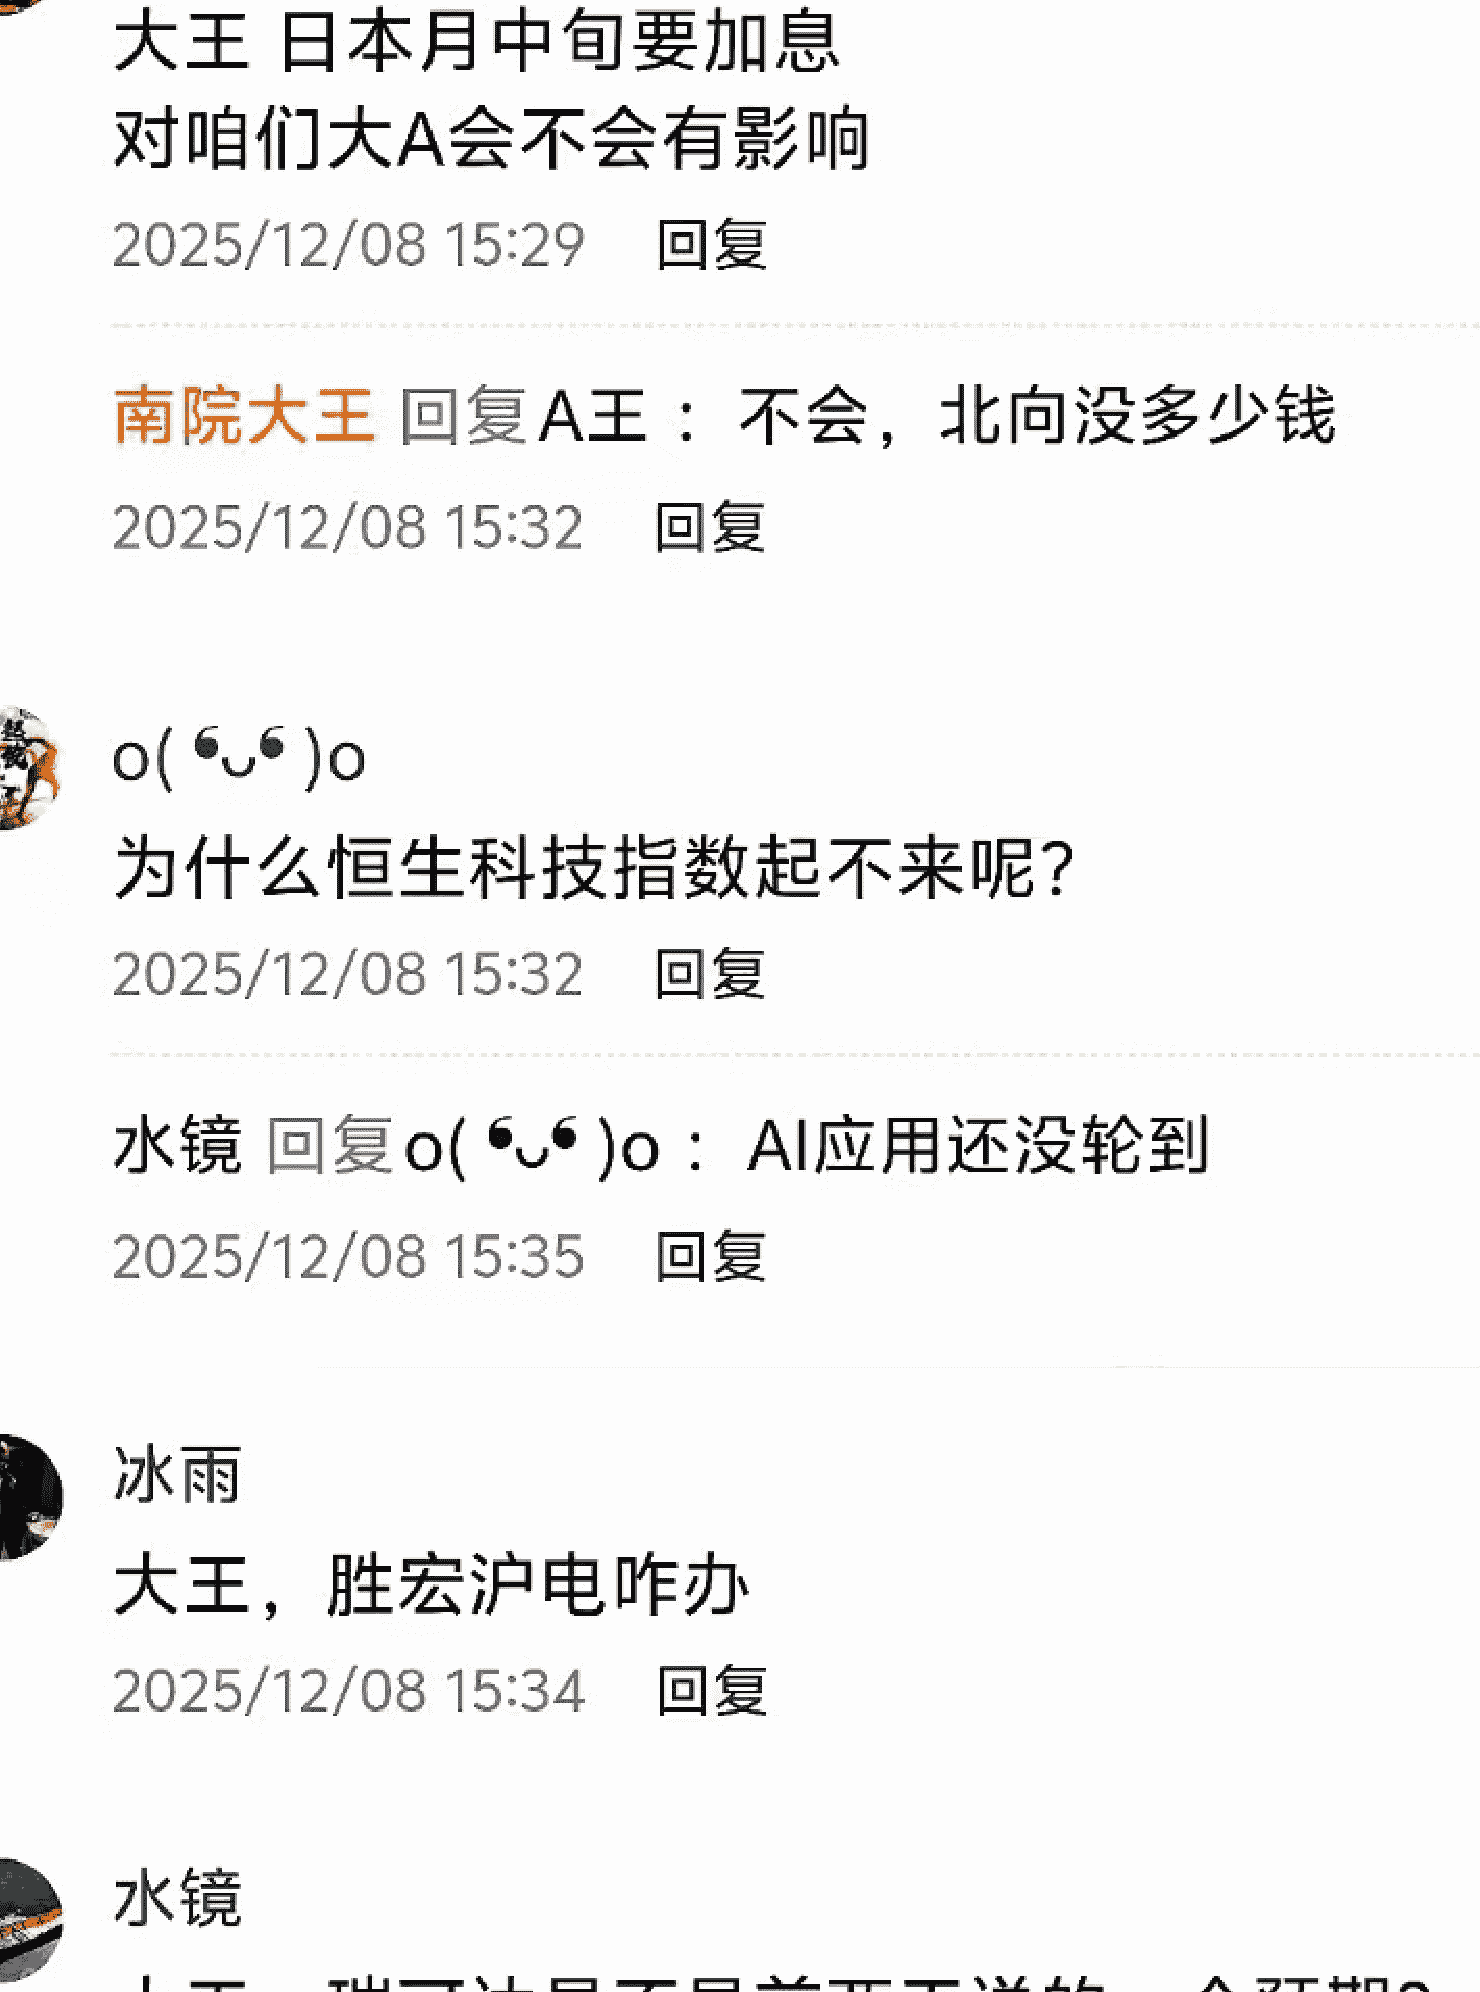 大王 日本月中旬要加息
对咱们大A会不会有影响
2025/12/08 15:29 回复
南院大王 回复A王：不会，北向没多少钱
2025/12/08 15:32 回复
o( ❛ᴗ❛ )o
为什么恒生科技指数起不来呢？
2025/12/08 15:32 回复
水镜 回复o( ❛ᴗ❛ )o：AI应用还没轮到
2025/12/08 15:35 回复
冰雨
大王，胜宏沪电咋办
2025/12/08 15:34 回复
水镜